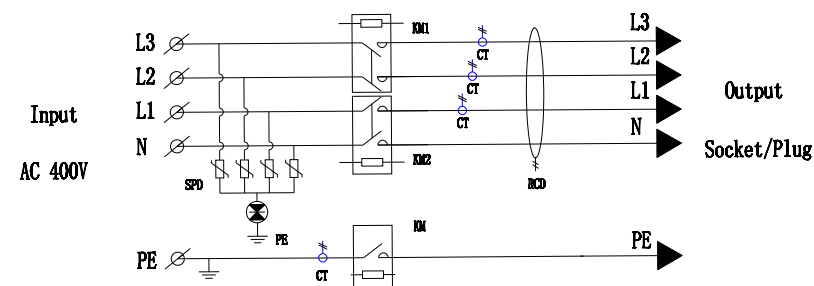 L3
KM1
L3
CT
L2
L2
CT
L1
L1
Output
Input
CT
N
N
Socket/Plug
KM2
AC 400V
SPD
RCD
PE
KM
PE
PE
CT